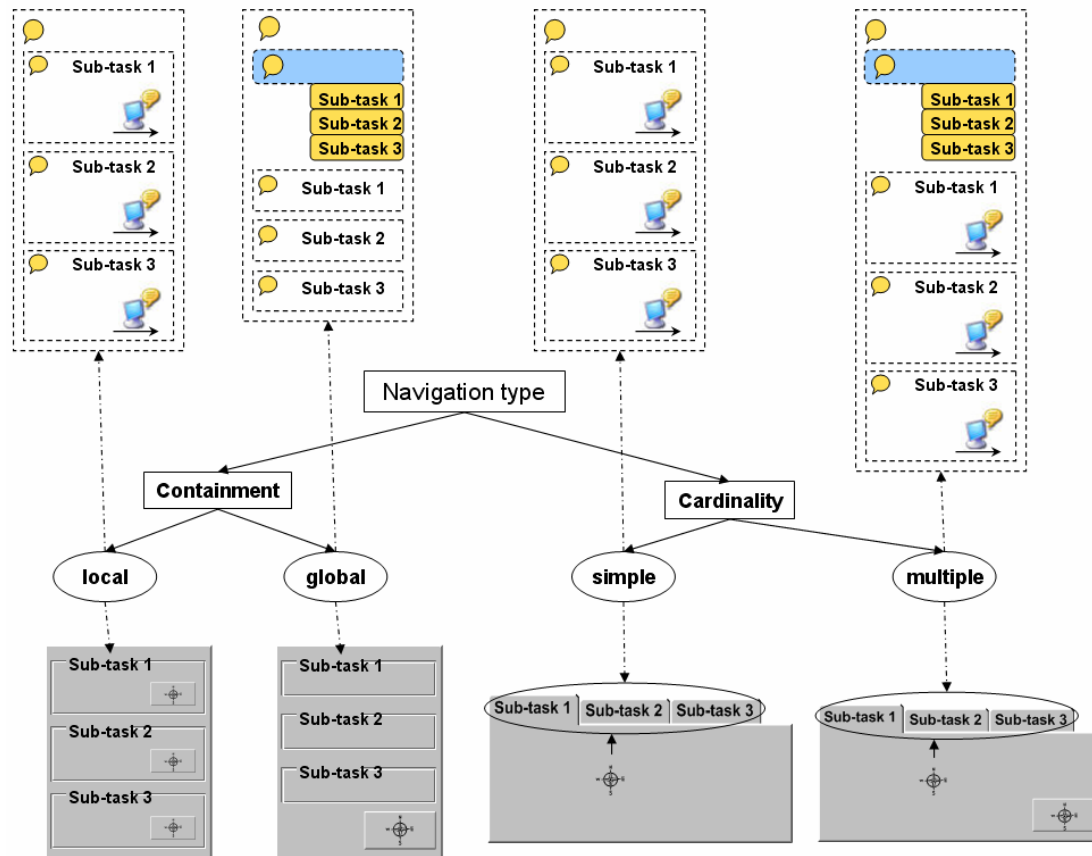 Sub-task 1
Sub-task 2
Sub-task 3
Sub-task 1
Sub-task 2
Sub-task 3
Sub-task 1
Sub-task 2
Sub-task 3
Sub-task 1
Sub-task 2
Sub-task 3
Sub-task 1
Sub-task 2
Sub-task 3
Sub-task 1
Sub-task 2
Sub-task 3
Navigation type
Containment
Cardinality
local
global
simple
multiple
Sub-task 1
Sub-task 2
Sub-task 3
Sub-task 1
Sub-task 2
Sub-task 3
Sub-task 1 Sub-task 2 Sub-task 3
Sub-task 1 Sub-task 2 Sub-task 3